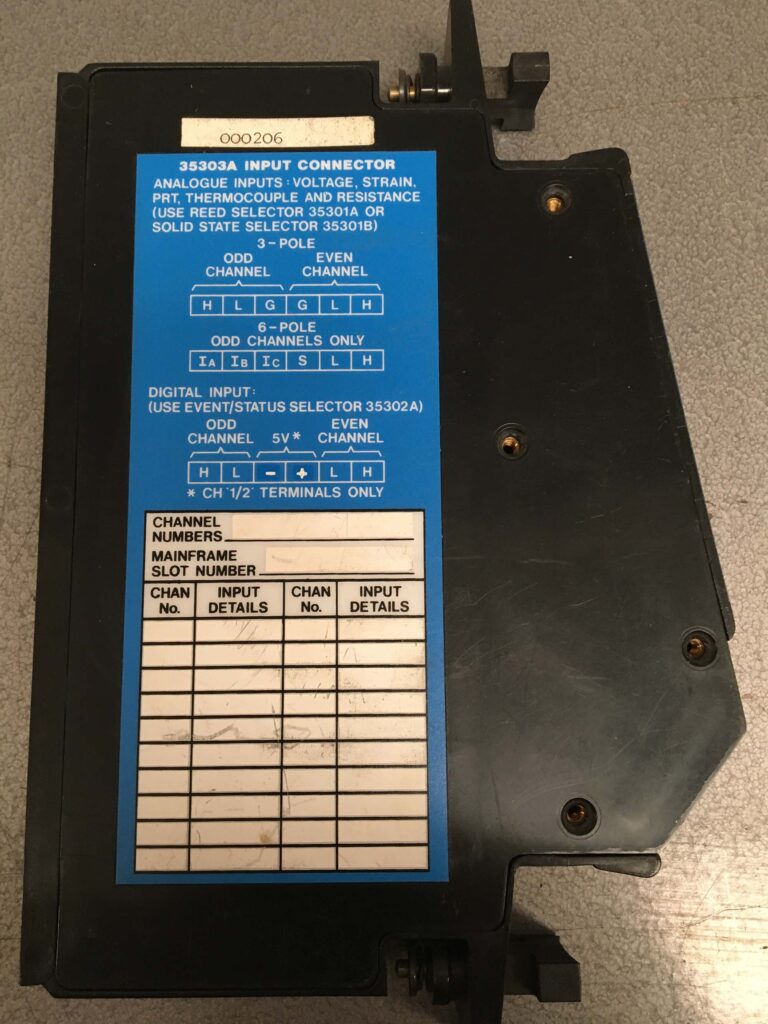 000206
35303A INPUT CONNECTOR
ANALOGUE INPUTS : VOLTAGE, STRAIN,
PRT, THERMOCOUPLE AND RESISTANCE
(USE REED SELECTOR 35301A OR
SOLID STATE SELECTOR 35301B)
3-POLE
ODD CHANNEL EVEN CHANNEL
H L G G L H
6-POLE
ODD CHANNELS ONLY
IA IB IC S L H
DIGITAL INPUT:
(USE EVENT/STATUS SELECTOR 35302A)
ODD CHANNEL 5V* EVEN CHANNEL
H L - + L H
* CH '1/2' TERMINALS ONLY
CHANNEL
NUMBERS
MAINFRAME
SLOT NUMBER
CHAN No. INPUT DETAILS CHAN No. INPUT DETAILS